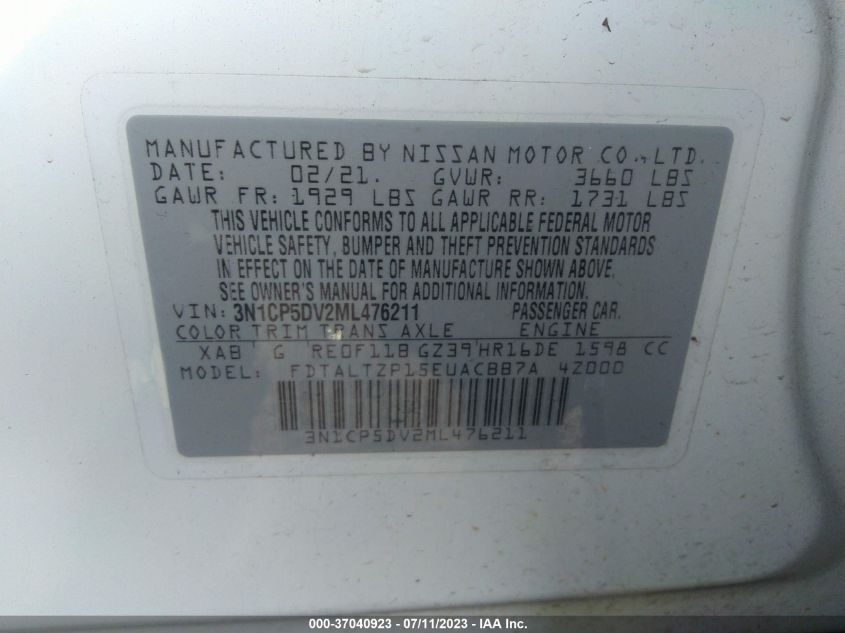 MANUFACTURED BY NISSAN MOTOR CO., LTD.
DATE: 02/21. GVWR: 3660 LBS
GAWR FR: 1929 LBS GAWR RR: 1731 LBS
THIS VEHICLE CONFORMS TO ALL APPLICABLE FEDERAL MOTOR
VEHICLE SAFETY, BUMPER AND THEFT PREVENTION STANDARDS
IN EFFECT ON THE DATE OF MANUFACTURE SHOWN ABOVE.
SEE OWNER'S MANUAL FOR ADDITIONAL INFORMATION.
VIN: 3N1CP5DV2ML476211 PASSENGER CAR.
COLOR TRIM TRANS AXLE ENGINE
XAB G RE0F11B GZ39 HR16DE 1598 CC
MODEL: FDTALTZP15EUACBB7A 4Z000
3N1CP5DV2ML476211
000-37040923 - 07/11/2023 - IAA Inc.